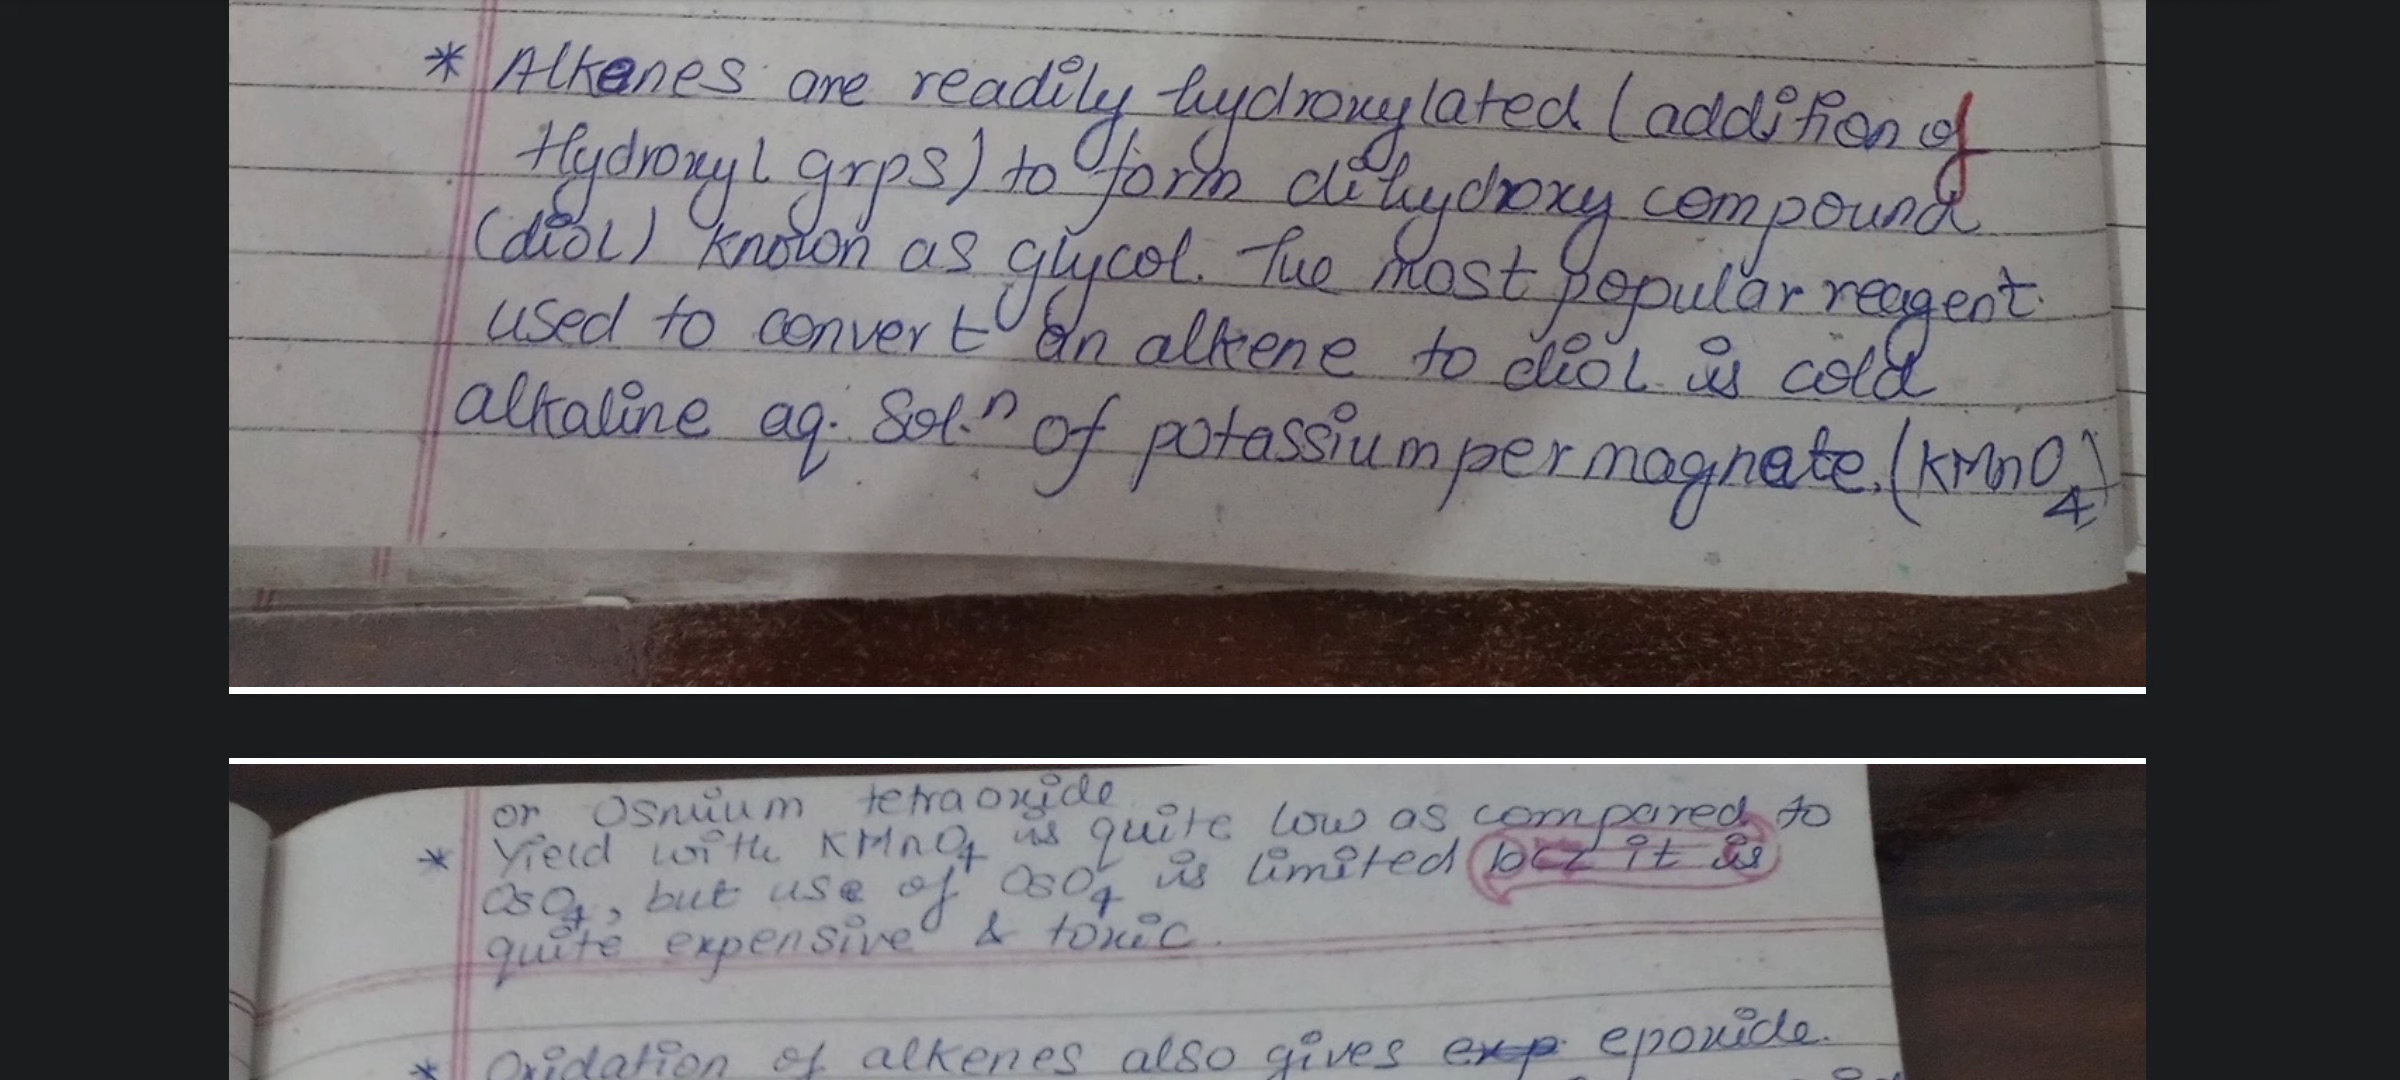 * Alkenes are readily hydroxylated (addition of
Hydroxyl grps) to form dihydroxy compound
(diol) known as glycol. The most popular reagent
used to convert an alkene to diol is cold
alkaline aq. Sol.n of potassium permagnate. (KMnO4)
or Osmium tetraoxide
* Yield with KMnO4 is quite low as compared to
OsO4, but use of OsO4 is limited bcz it is
quite expensive & toxic.
* Oxidation of alkenes also gives exp epoxide.